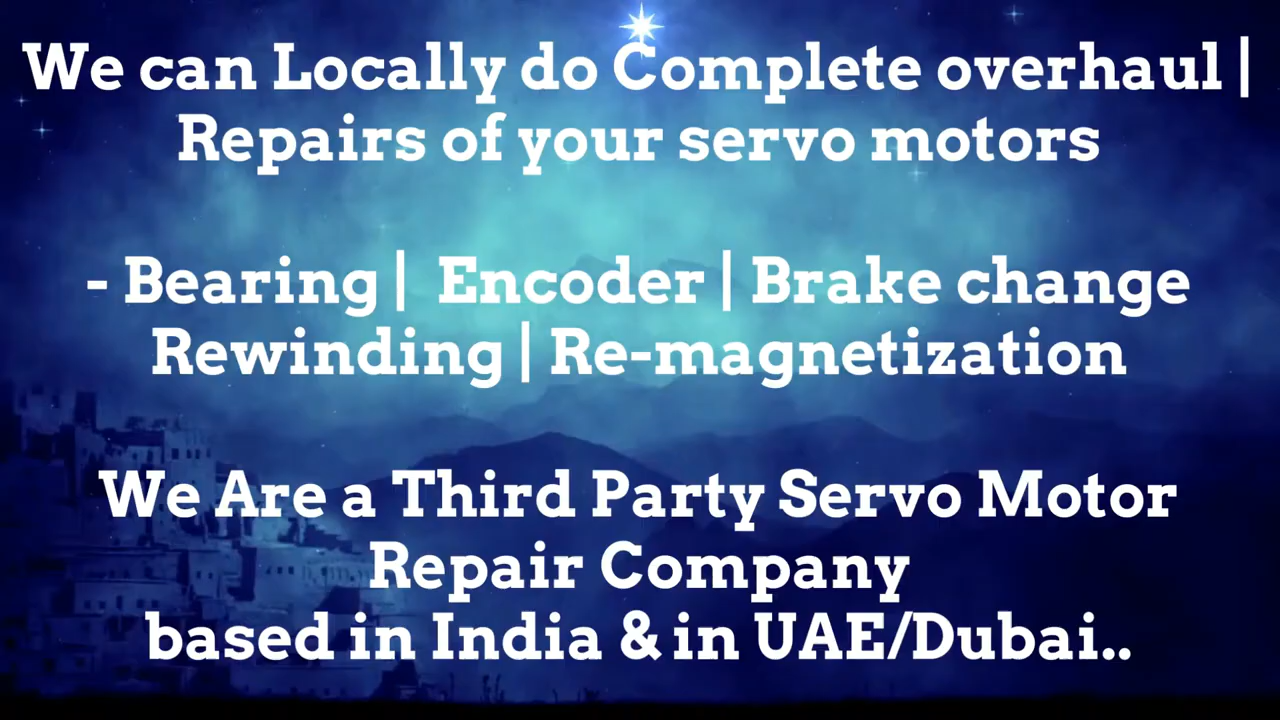 We can Locally do Complete overhaul |
Repairs of your servo motors
- Bearing | Encoder | Brake change
Rewinding | Re-magnetization
We Are a Third Party Servo Motor
Repair Company
based in India & in UAE/Dubai..